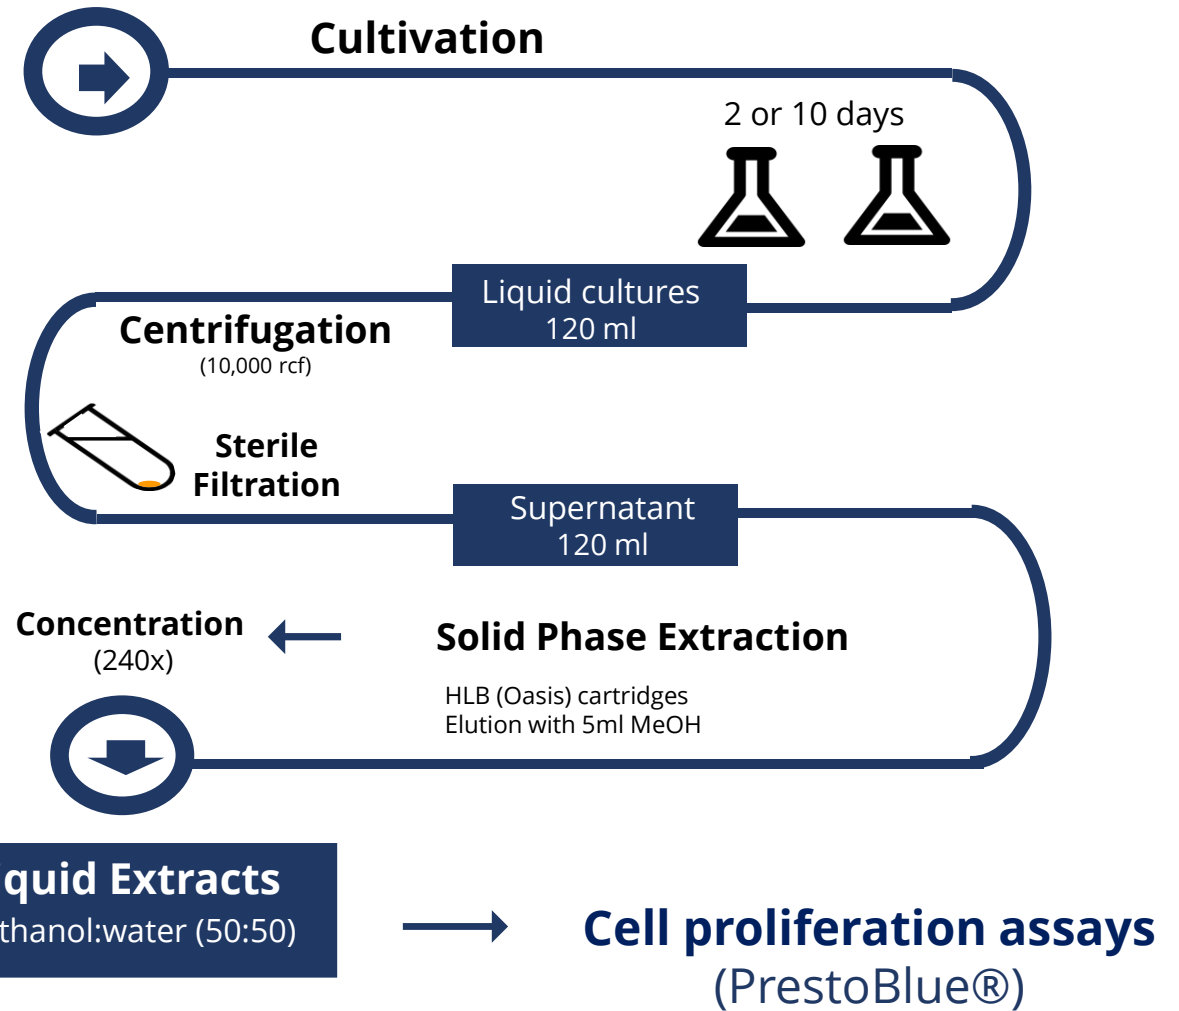 Cultivation
2 or 10 days
Liquid cultures
120 ml
Centrifugation
(10,000 rcf)
Sterile
Filtration
Supernatant
120 ml
Concentration
(240x)
Solid Phase Extraction
HLB (Oasis) cartridges
Elution with 5ml MeOH
quid Extracts
thanol:water (50:50)
Cell proliferation assays
(PrestoBlue®)